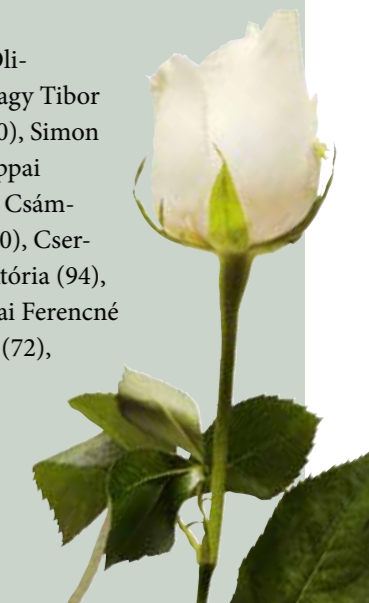 Oli-
agy Tibor
0), Simon
ppai
Csám-
0), Cser-
tória (94),
ai Ferencné
(72),